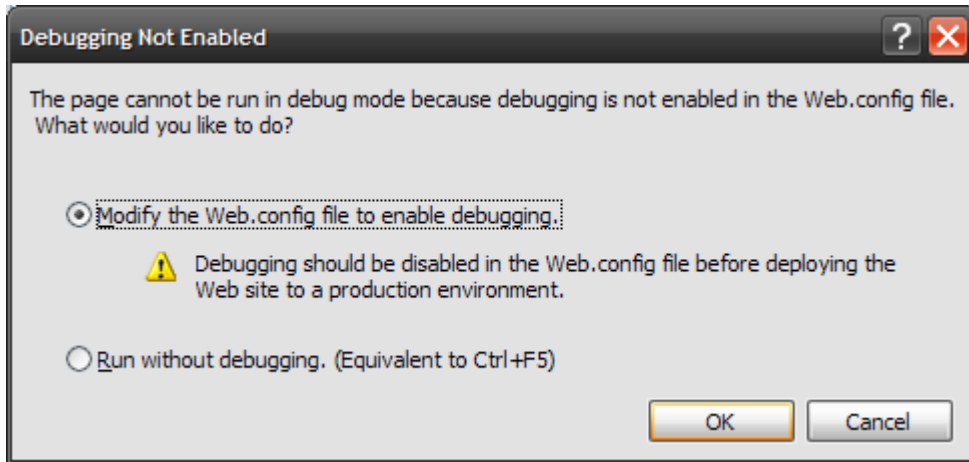 Debugging Not Enabled
The page cannot be run in debug mode because debugging is not enabled in the Web.config file.
What would you like to do?
Modify the Web.config file to enable debugging.
Debugging should be disabled in the Web.config file before deploying the
Web site to a production environment.
Run without debugging. (Equivalent to Ctrl+F5)
OK Cancel